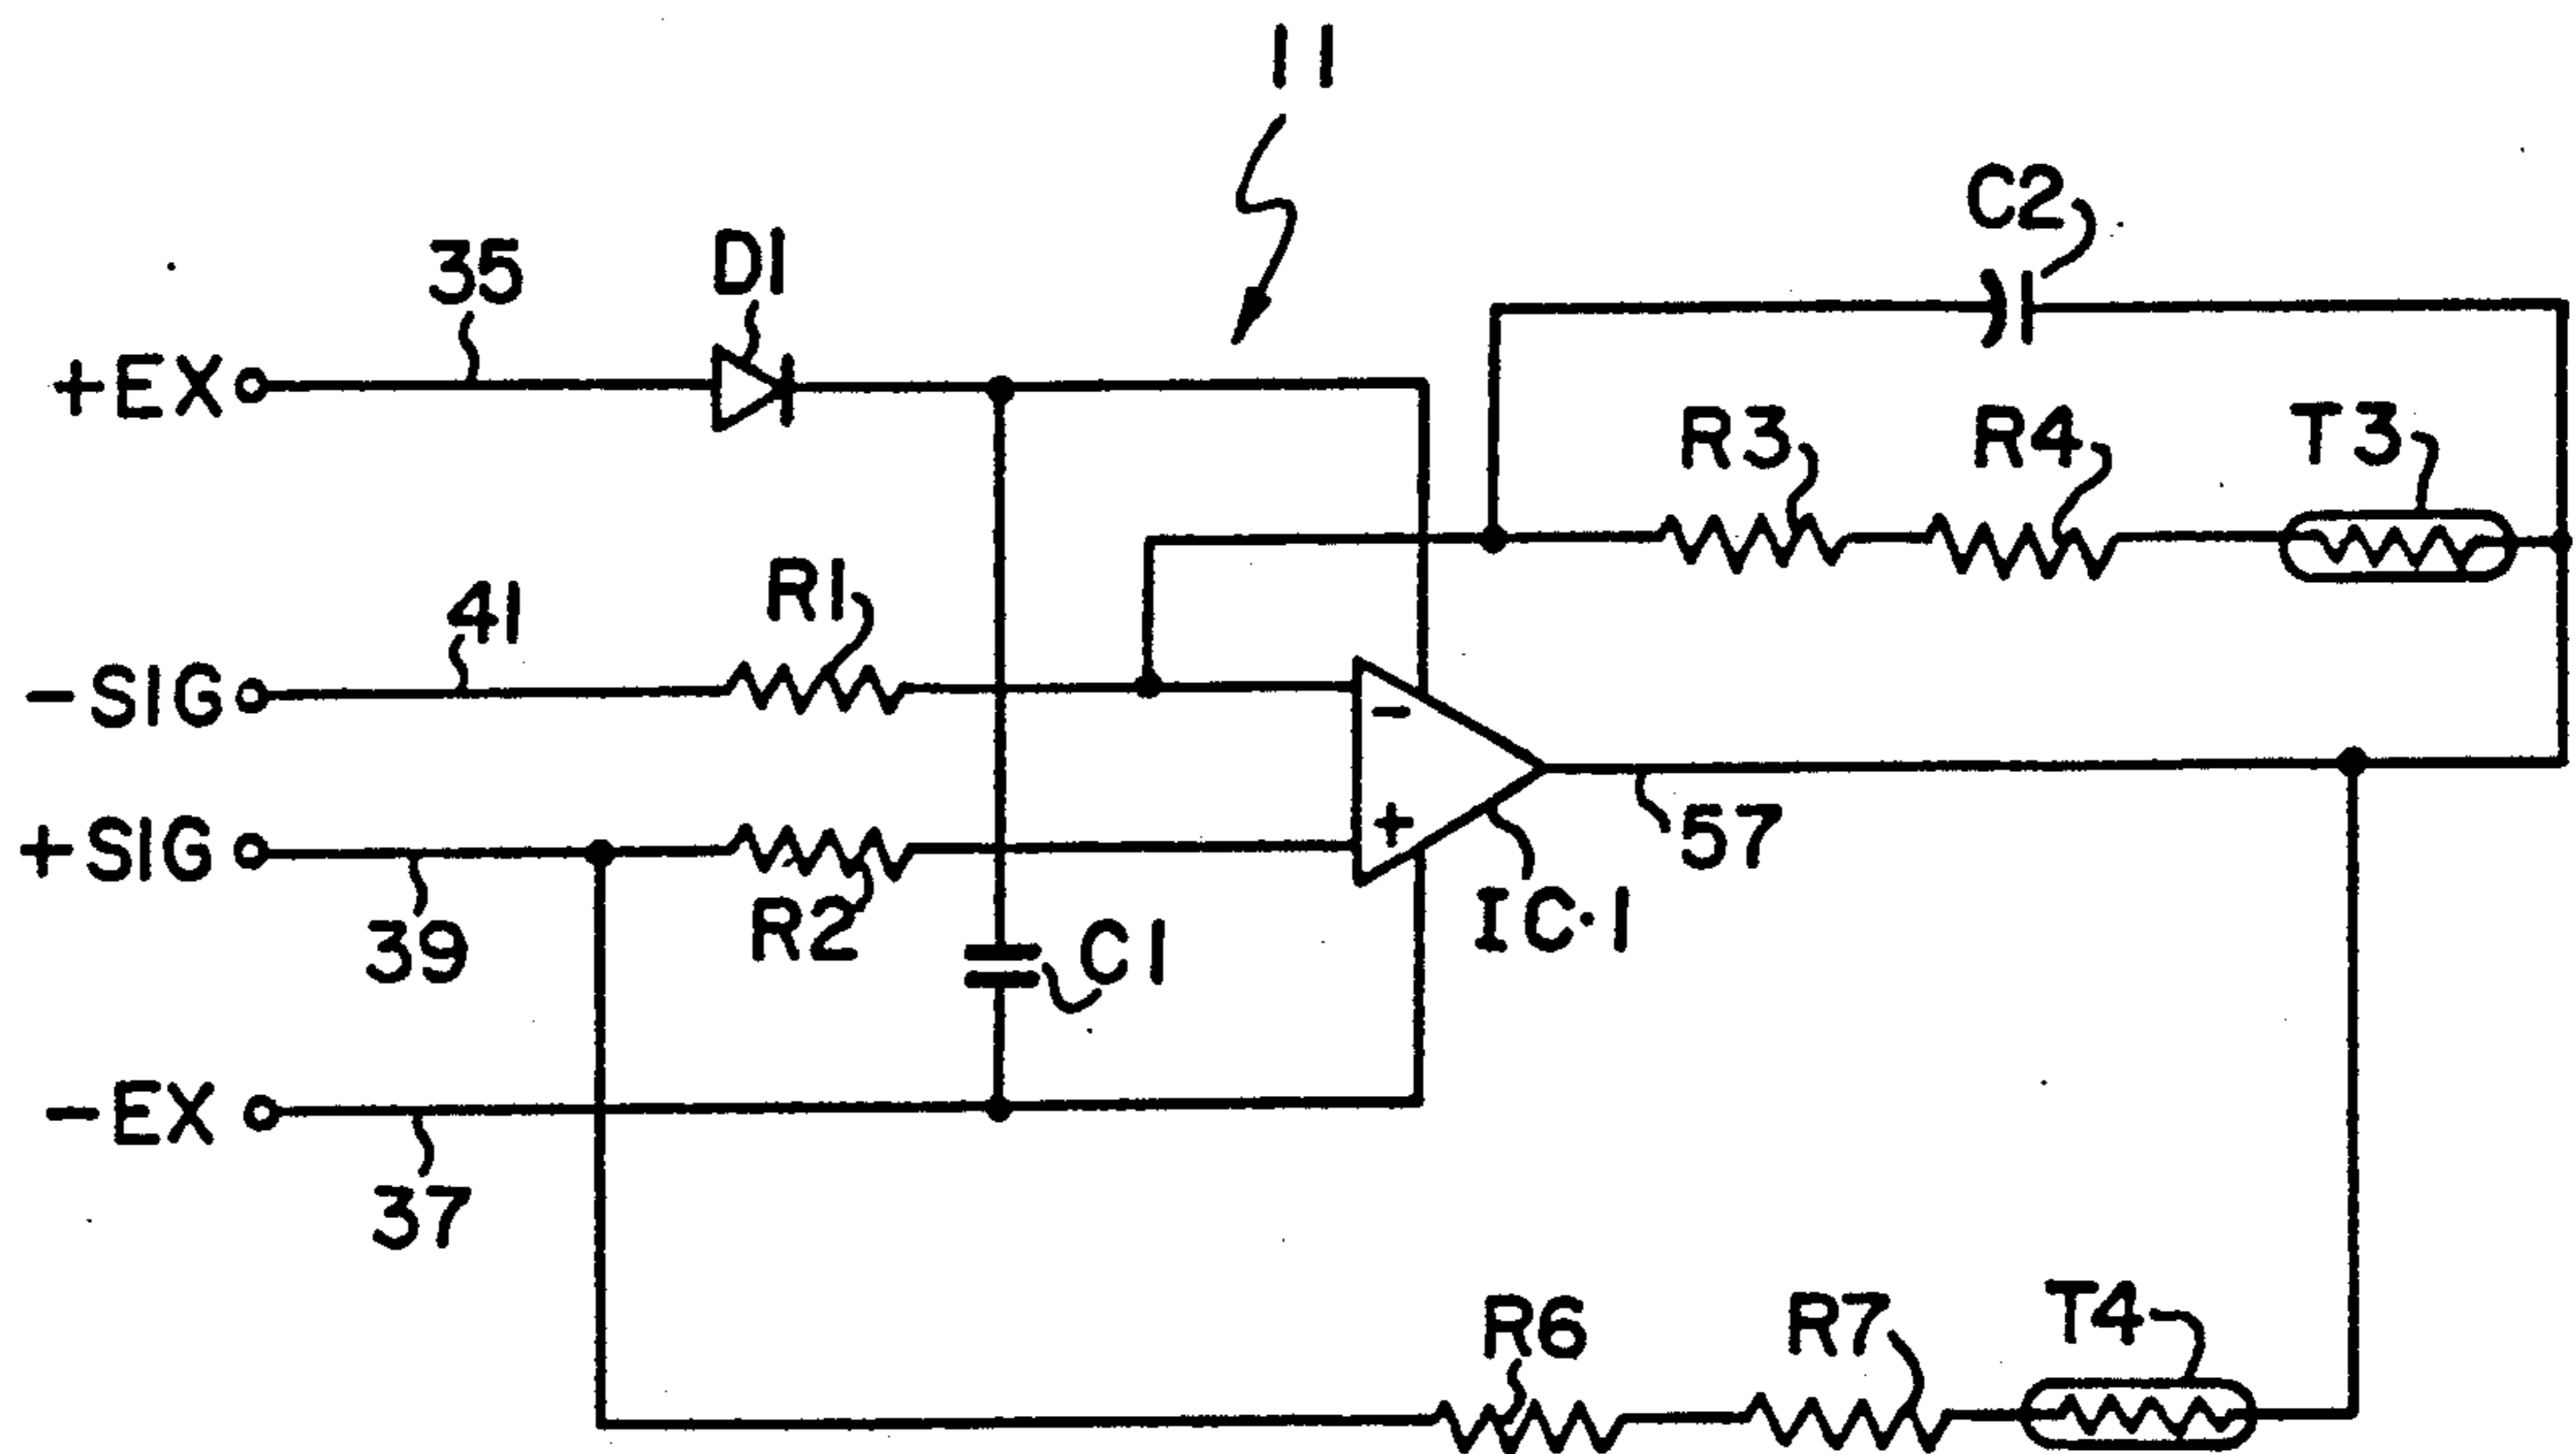 11
C2
35
D1
+EX
R3
R4
T3
41
R1
-SIG
-
+SIG
+
57
39
R2
C1
IC·1
-EX
37
R6
R7
T4